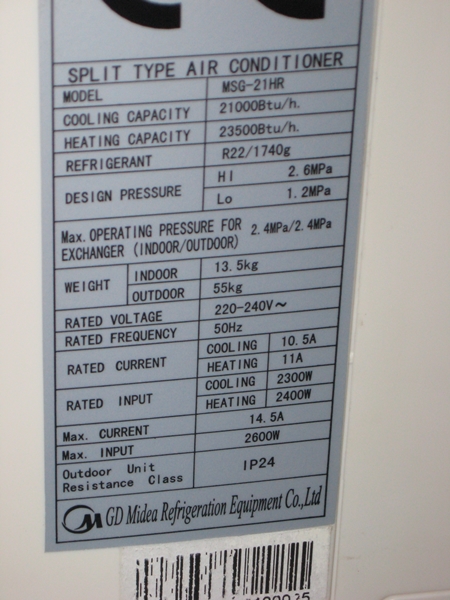 SPLIT TYPE AIR CONDITIONER
MODEL MSG-21HR
COOLING CAPACITY 21000Btu/h.
HEATING CAPACITY 23500Btu/h.
REFRIGERANT R22/1740g
DESIGN PRESSURE HI 2.6MPa
Lo 1.2MPa
Max. OPERATING PRESSURE FOR
EXCHANGER (INDOOR/OUTDOOR) 2.4MPa/2.4MPa
WEIGHT INDOOR 13.5kg
OUTDOOR 55kg
RATED VOLTAGE 220-240V～
RATED FREQUENCY 50Hz
RATED CURRENT COOLING 10.5A
HEATING 11A
RATED INPUT COOLING 2300W
HEATING 2400W
Max. CURRENT 14.5A
Max. INPUT 2600W
Outdoor Unit
Resistance Class IP24
GD Midea Refrigeration Equipment Co.,Ltd